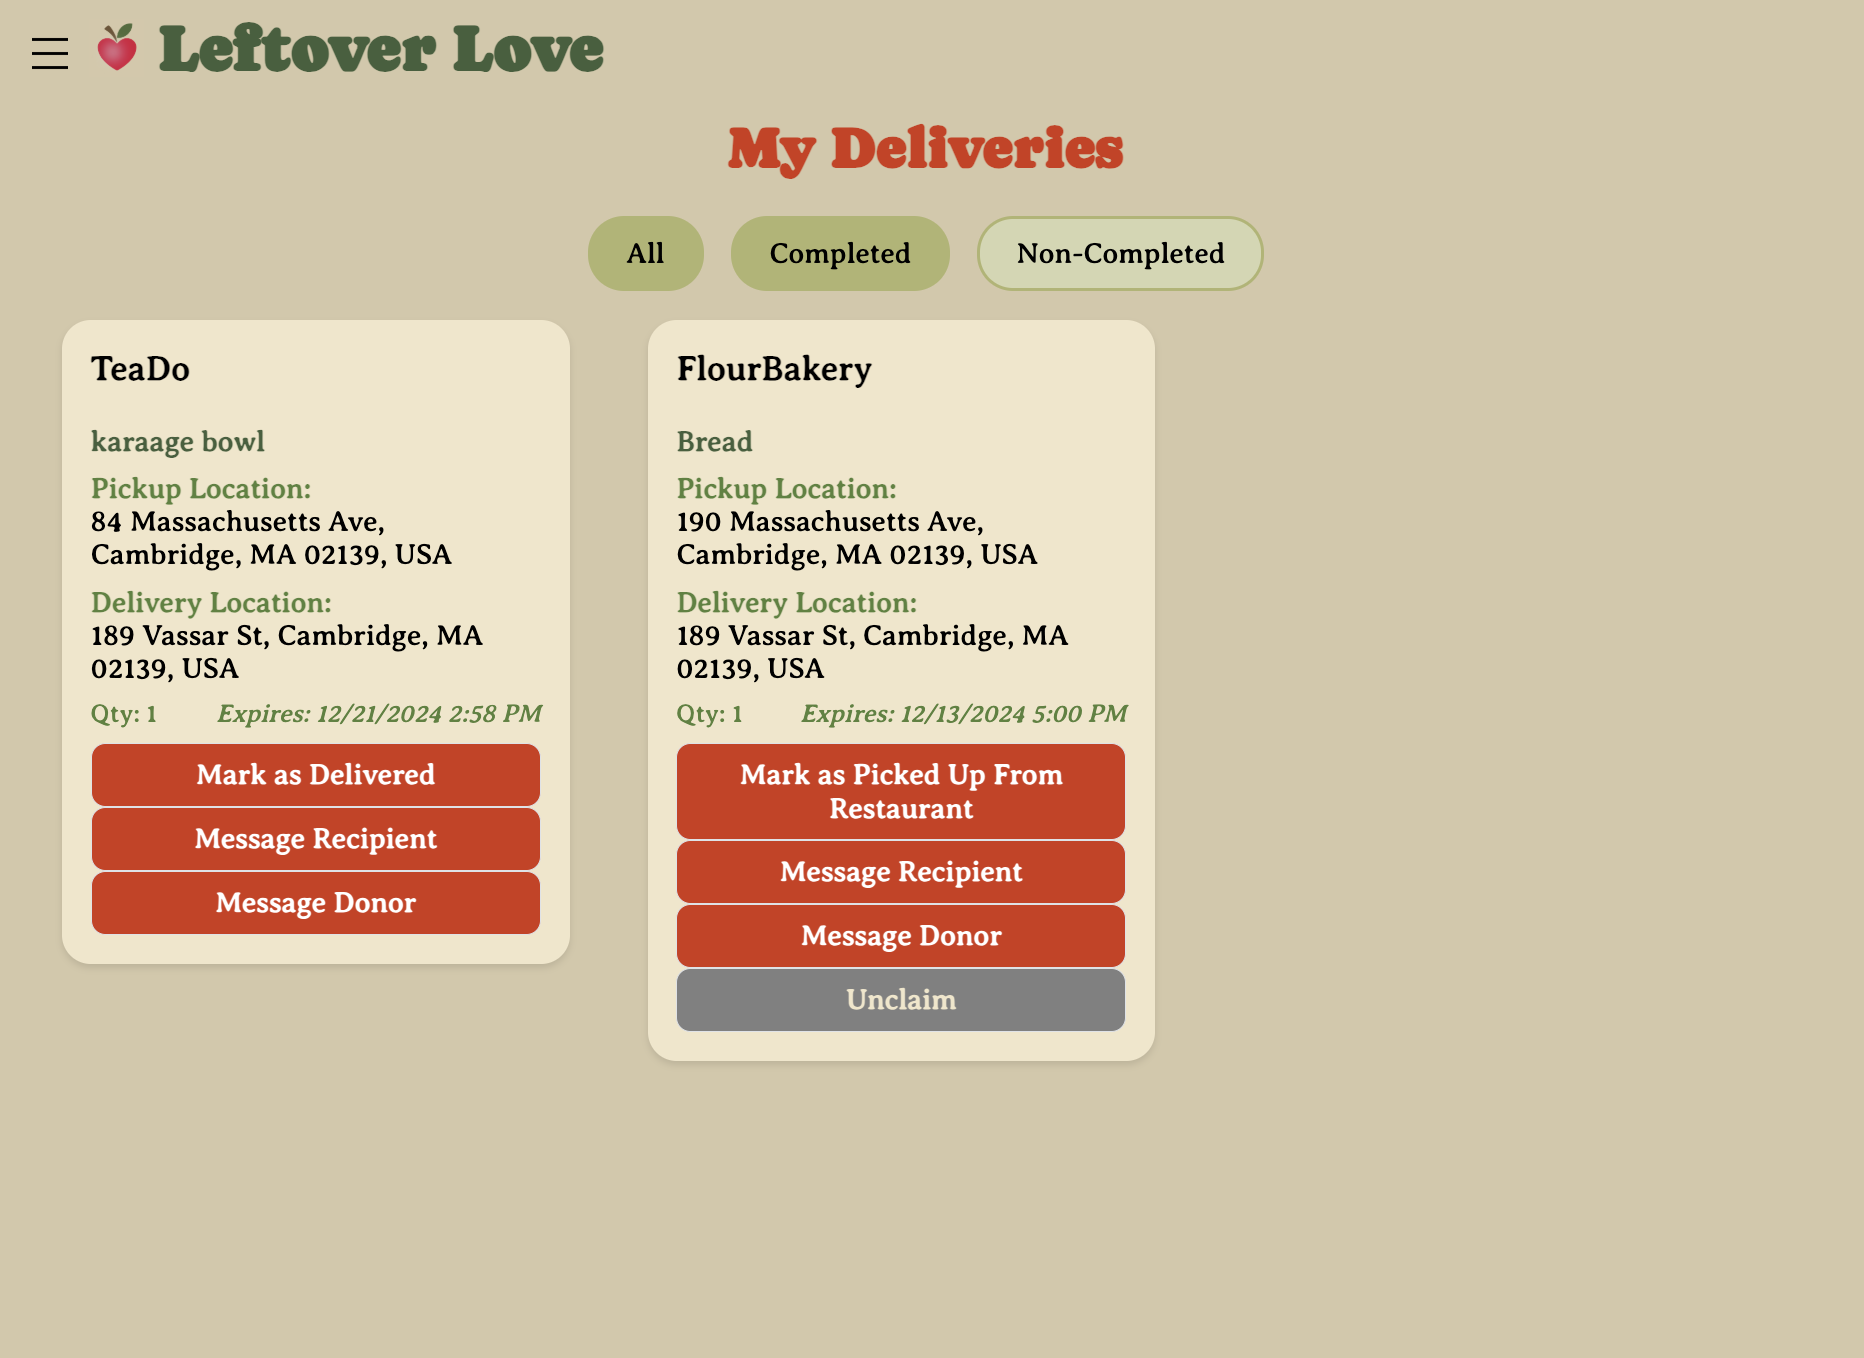 Leftover Love
My Deliveries
All
Completed
Non-Completed
TeaDo
karaage bowl
Pickup Location:
84 Massachusetts Ave,
Cambridge, MA 02139, USA
Delivery Location:
189 Vassar St, Cambridge, MA
02139, USA
Qty: 1
Expires: 12/21/2024 2:58 PM
Mark as Delivered
Message Recipient
Message Donor
FlourBakery
Bread
Pickup Location:
190 Massachusetts Ave,
Cambridge, MA 02139, USA
Delivery Location:
189 Vassar St, Cambridge, MA
02139, USA
Qty: 1
Expires: 12/13/2024 5:00 PM
Mark as Picked Up From
Restaurant
Message Recipient
Message Donor
Unclaim